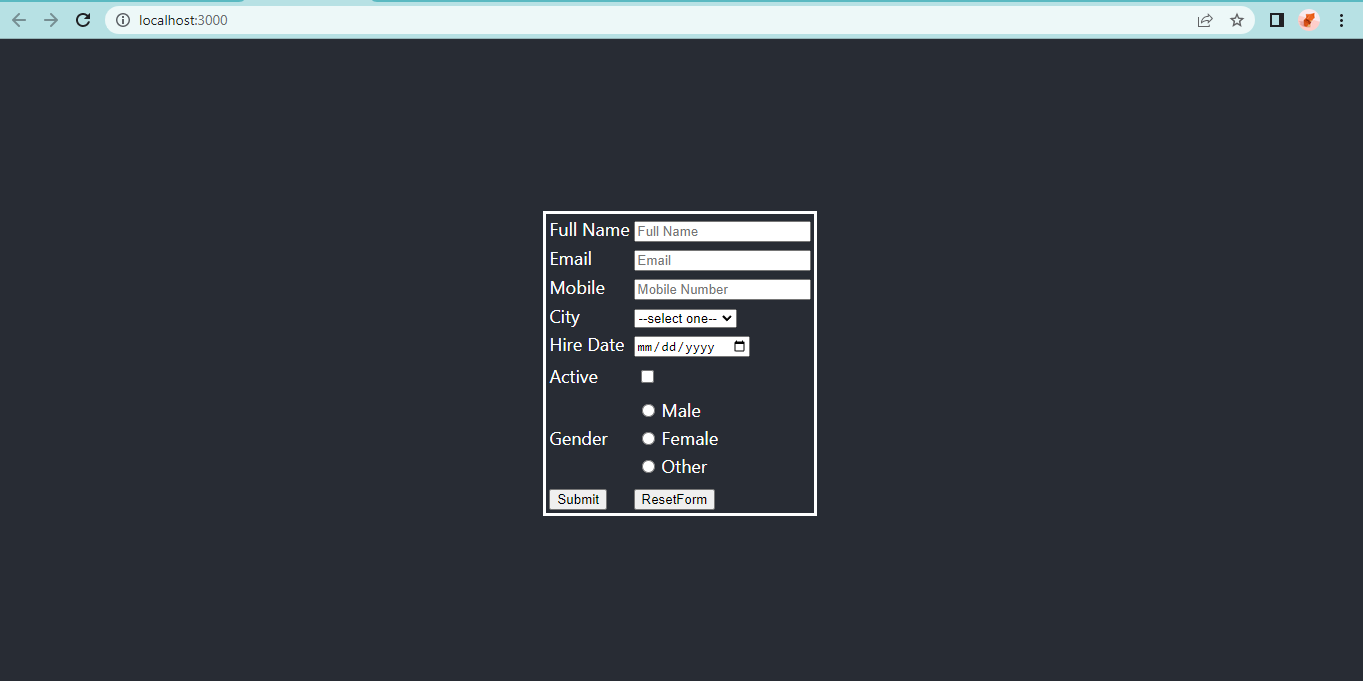 localhost:3000
Full Name Full Name
Email Email
Mobile Mobile Number
City --select one--
Hire Date mm/dd/yyyy
Active
Male
Gender Female
Other
Submit ResetForm